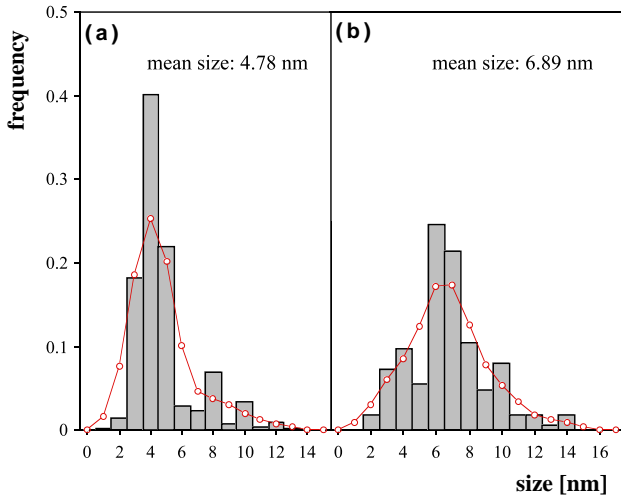 0.5
(a)
(b)
mean size: 4.78 nm
mean size: 6.89 nm
frequency
0.4
0.3
0.2
0.1
0
0 2 4 6 8 10 12 14 0 2 4 6 8 10 12 14 16
size [nm]